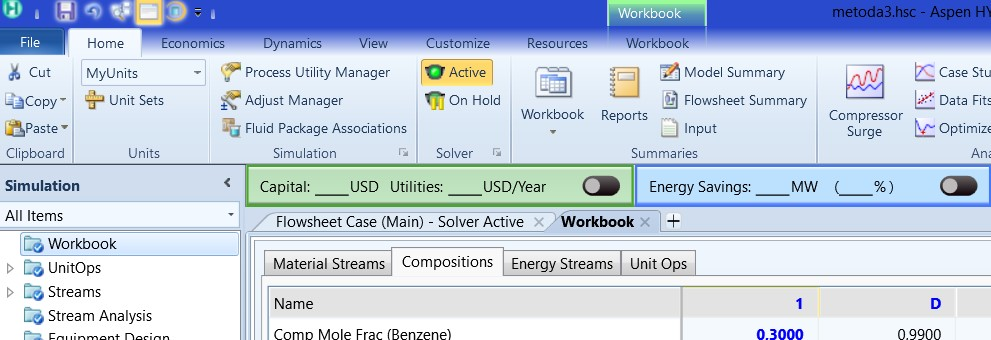 Workbook
metoda3.hsc - Aspen HY
File Home Economics Dynamics View Customize Resources Workbook
Cut MyUnits Process Utility Manager Active Model Summary Case Stu
Copy Unit Sets Adjust Manager On Hold Workbook Reports Flowsheet Summary Compressor Surge Data Fits
Paste Fluid Package Associations Input Optimize
Clipboard Units Simulation Solver Summaries Ana
Simulation Capital: ____USD Utilities: ____USD/Year Energy Savings: ____MW (____%)
All Items Flowsheet Case (Main) - Solver Active Workbook
Workbook
UnitOps Material Streams Compositions Energy Streams Unit Ops
Streams Name 1 D
Stream Analysis
Equipment Design Comp Mole Frac (Benzene) 0,3000 0,9900